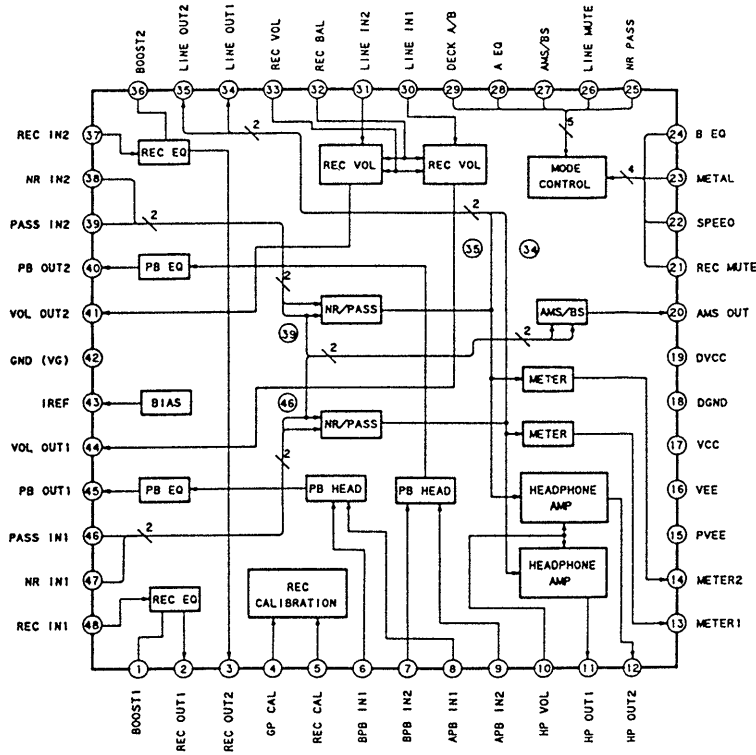 BOOST2
LINE OUT2
LINE OUT1
REC VOL
REC BAL
LINE IN2
LINE IN1
DECK A/B
A EQ
AMS/BS
LINE MUTE
NR PASS
36
35
34
33
32
31
30
29
28
27
26
25
REC IN2
37
REC EQ
2
REC VOL
REC VOL
5
MODE CONTROL
4
24
B EQ
NR IN2
38
23
METAL
PASS IN2
39
2
2
22
SPEED
35
34
PB OUT2
40
PB EQ
2
21
REC MUTE
VOL OUT2
41
NR/PASS
AMS/BS
20
AMS OUT
39
2
2
GND (VG)
42
19
DVCC
METER
IREF
43
BIAS
46
18
DGND
VOL OUT1
44
NR/PASS
METER
17
VCC
2
PB OUT1
45
PB EQ
PB HEAD
PB HEAD
HEADPHONE AMP
16
VEE
PASS IN1
46
2
15
PVEE
NR IN1
47
REC CALIBRATION
HEADPHONE AMP
14
METER2
REC IN1
48
REC EQ
13
METER1
1
2
3
4
5
6
7
8
9
10
11
12
BOOST1
REC OUT1
REC OUT2
GP CAL
REC CAL
BPB IN1
BPB IN2
APB IN1
APB IN2
HP VOL
HP OUT1
HP OUT2